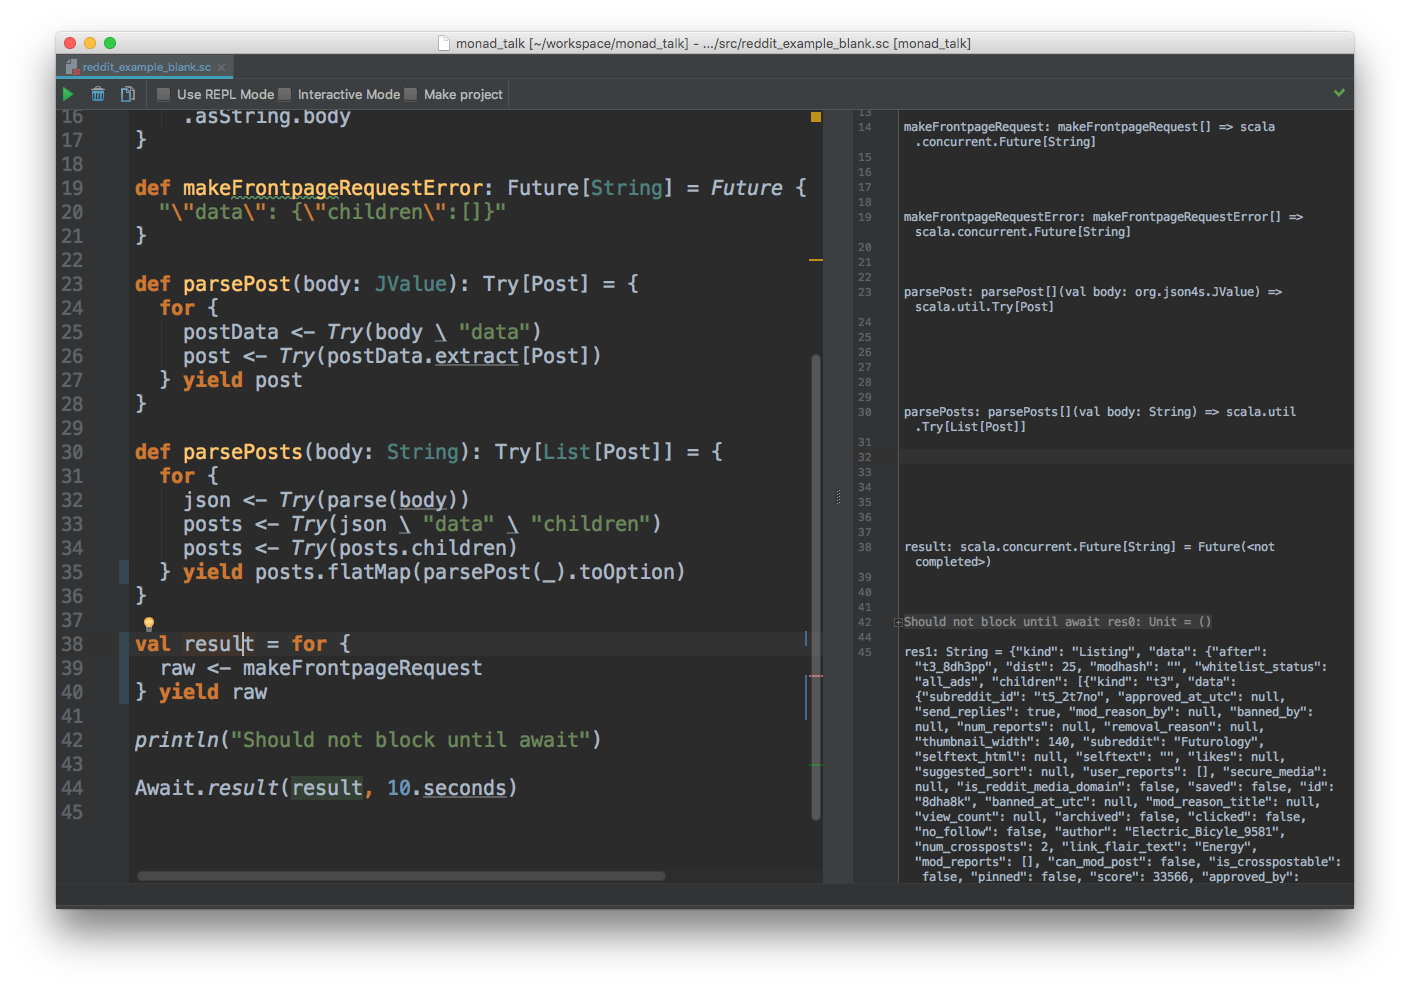 monad_talk [~/workspace/monad_talk] - .../src/reddit_example_blank.sc [monad_talk]
reddit_example_blank.sc
Use REPL Mode Interactive Mode Make project
16 .asString.body
17 }
18
19 def makeFrontpageRequestError: Future[String] = Future {
20 "\"data\": {\"children\":[]}"
21 }
22
23 def parsePost(body: JValue): Try[Post] = {
24 for {
25 postData <- Try(body \ "data")
26 post <- Try(postData.extract[Post])
27 } yield post
28 }
29
30 def parsePosts(body: String): Try[List[Post]] = {
31 for {
32 json <- Try(parse(body))
33 posts <- Try(json \ "data" \ "children")
34 posts <- Try(posts.children)
35 } yield posts.flatMap(parsePost(_).toOption)
36 }
37
38 val result = for {
39 raw <- makeFrontpageRequest
40 } yield raw
41
42 println("Should not block until await")
43
44 Await.result(result, 10.seconds)
45
13
14 makeFrontpageRequest: makeFrontpageRequest[] => scala
.concurrent.Future[String]
15
16
17
18
19 makeFrontpageRequestError: makeFrontpageRequestError[] =>
scala.concurrent.Future[String]
20
21
22
23 parsePost: parsePost[](val body: org.json4s.JValue) =>
scala.util.Try[Post]
24
25
26
27
28
29
30 parsePosts: parsePosts[](val body: String) => scala.util
.Try[List[Post]]
31
32
33
34
35
36
37
38 result: scala.concurrent.Future[String] = Future(<not
completed>)
39
40
41
42 Should not block until await res0: Unit = ()
44
45 res1: String = {"kind": "Listing", "data": {"after":
"t3_8dh3pp", "dist": 25, "modhash": "", "whitelist_status":
"all_ads", "children": [{"kind": "t3", "data":
{"subreddit_id": "t5_2t7no", "approved_at_utc": null,
"send_replies": true, "mod_reason_by": null, "banned_by":
null, "num_reports": null, "removal_reason": null,
"thumbnail_width": 140, "subreddit": "Futurology",
"selftext_html": null, "selftext": "", "likes": null,
"suggested_sort": null, "user_reports": [], "secure_media":
null, "is_reddit_media_domain": false, "saved": false, "id":
"8dha8k", "banned_at_utc": null, "mod_reason_title": null,
"view_count": null, "archived": false, "clicked": false,
"no_follow": false, "author": "Electric_Bicyle_9581",
"num_crossposts": 2, "link_flair_text": "Energy",
"mod_reports": [], "can_mod_post": false, "is_crosspostable":
false, "pinned": false, "score": 33566, "approved_by":